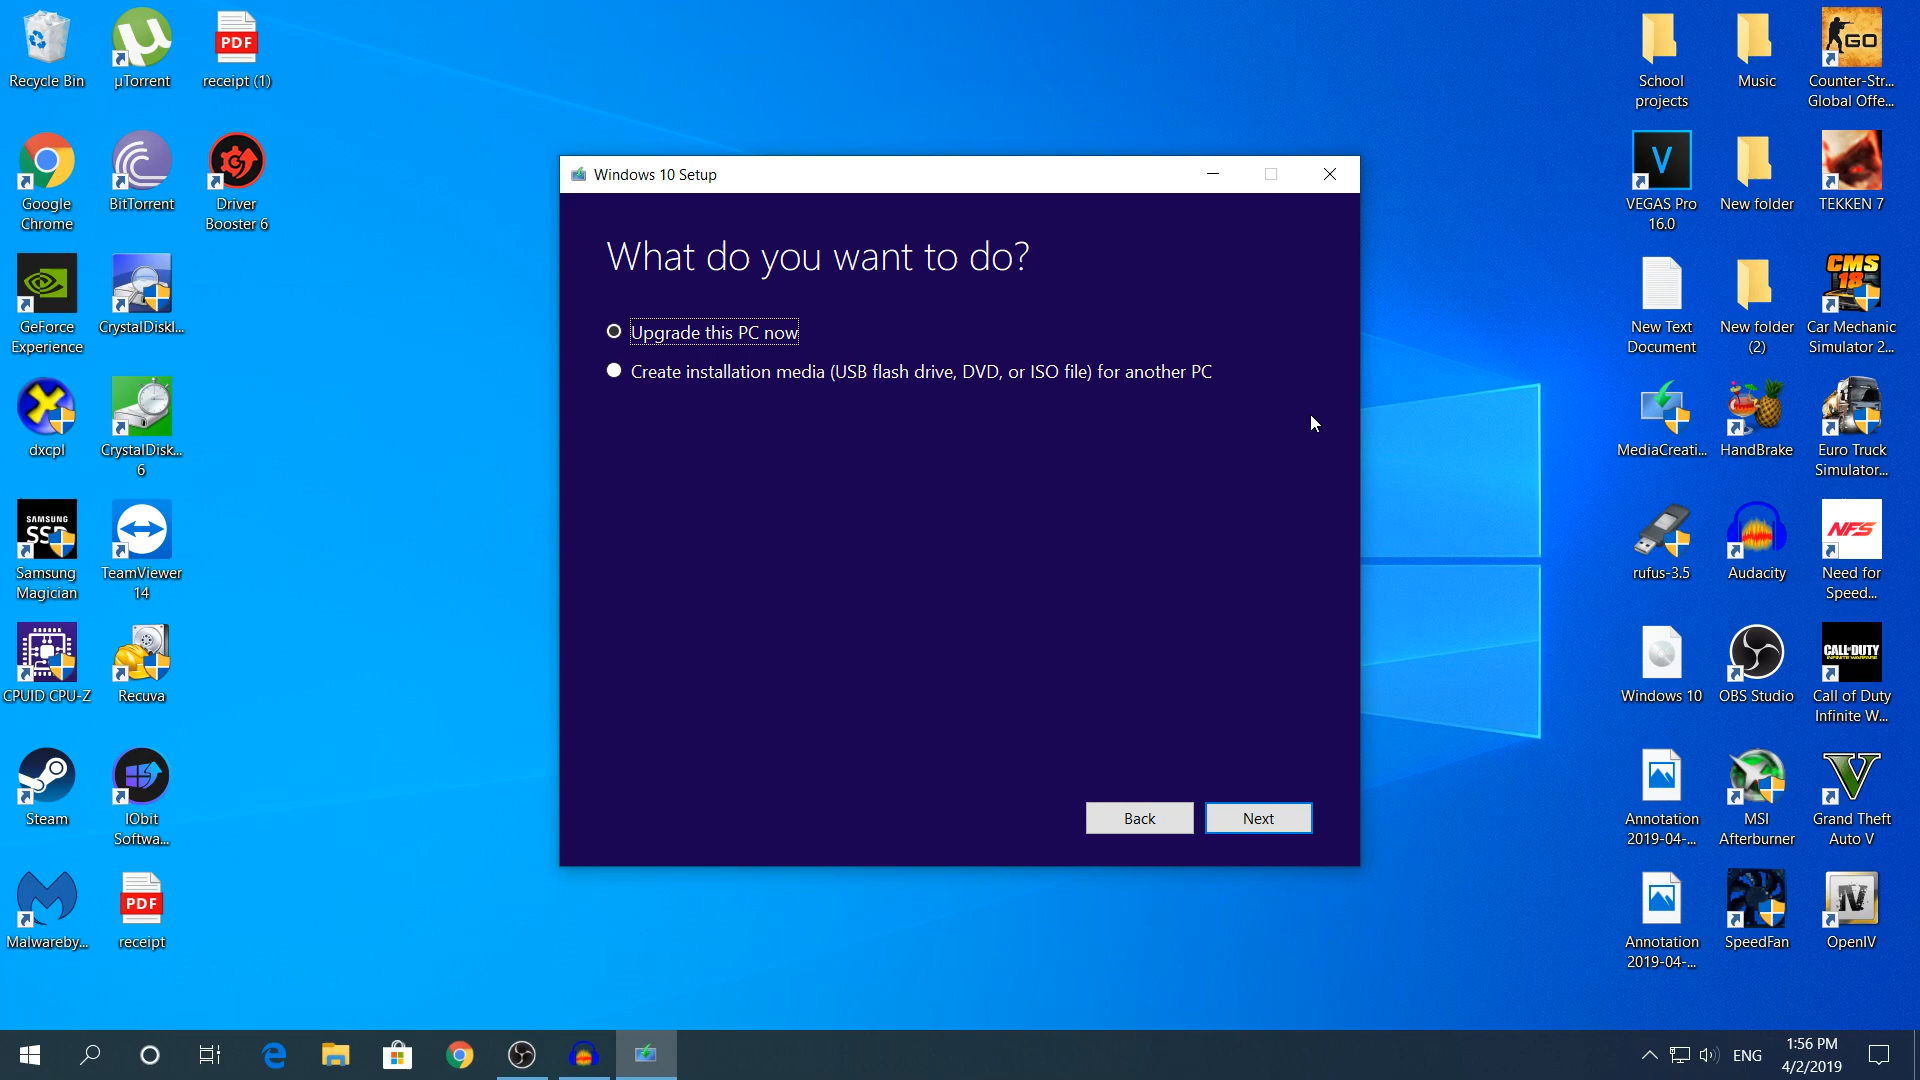 Recycle Bin
µTorrent
PDF
receipt (1)
Google
Chrome
BitTorrent
Driver
Booster 6
GeForce
Experience
CrystalDiskI...
dxcpl
CrystalDisk...
6
SAMSUNG
SSD
Samsung
Magician
TeamViewer
14
CPUID CPU-Z
Recuva
Steam
IObit
Softwa...
Malwareby...
PDF
receipt
Windows 10 Setup
What do you want to do?
Upgrade this PC now
Create installation media (USB flash drive, DVD, or ISO file) for another PC
Back
Next
School
projects
Music
GO
Counter-Str...
Global Offe...
V
VEGAS Pro
16.0
New folder
TEKKEN 7
New Text
Document
New folder
(2)
CMS
18
Car Mechanic
Simulator 2...
MediaCreati...
HandBrake
Euro Truck
Simulator...
rufus-3.5
Audacity
NFS
Need for
Speed...
Windows 10
OBS Studio
CALL OF DUTY
INFINITE WARFARE
Call of Duty
Infinite W...
Annotation
2019-04-...
MSI
Afterburner
V
Grand Theft
Auto V
Annotation
2019-04-...
SpeedFan
IV
OpenIV
ENG
1:56 PM
4/2/2019